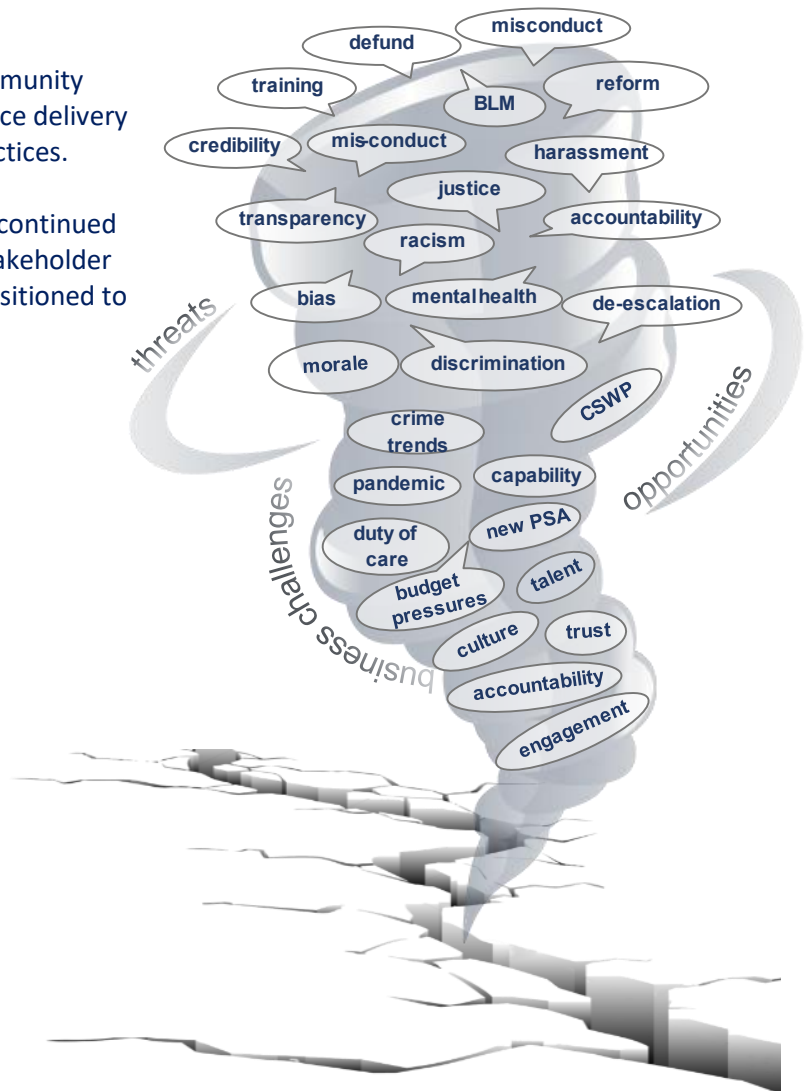 munity
ce delivery
ctices.
continued
akeholder
sitioned to
misconduct
defund
training
reform
BLM
credibility
mis-conduct
harassment
justice
transparency
accountability
racism
bias
mental health
de-escalation
threats
morale
discrimination
CSWP
opportunities
crime
trends
pandemic
capability
business challenges
duty of
care
new PSA
budget
pressures
talent
culture
trust
accountability
engagement